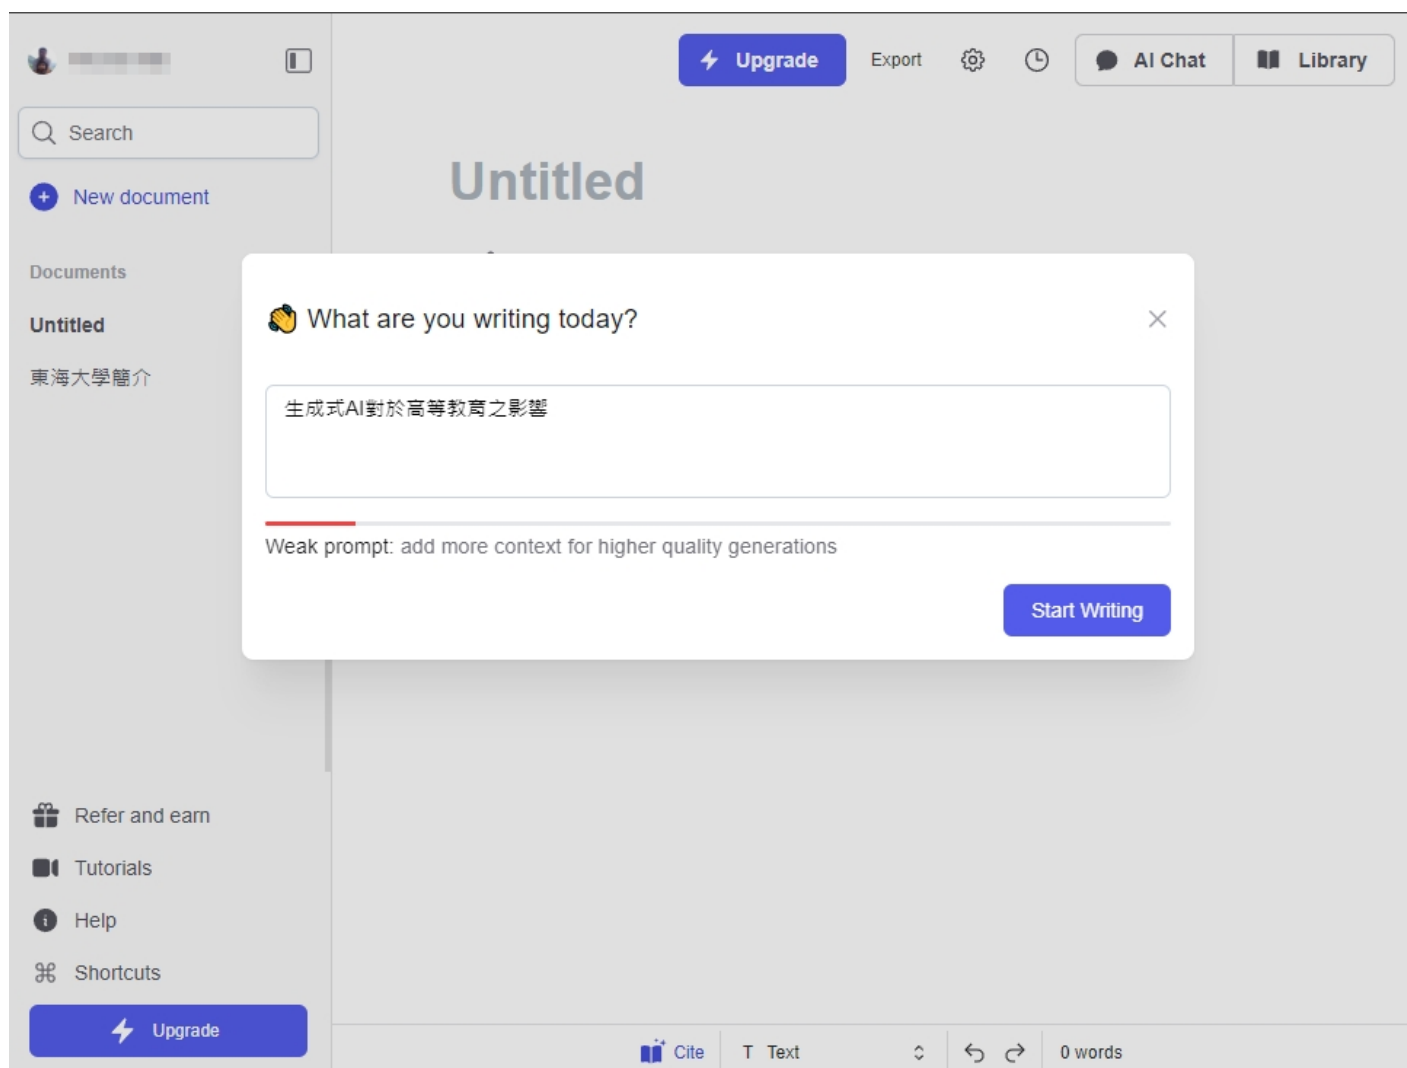 Upgrade
Export
AI Chat
Library
Search
New document
Documents
Untitled
東海大學簡介
Untitled
What are you writing today?
生成式AI對於高等教育之影響
Weak prompt: add more context for higher quality generations
Start Writing
Refer and earn
Tutorials
Help
Shortcuts
Upgrade
Cite
T Text
0 words